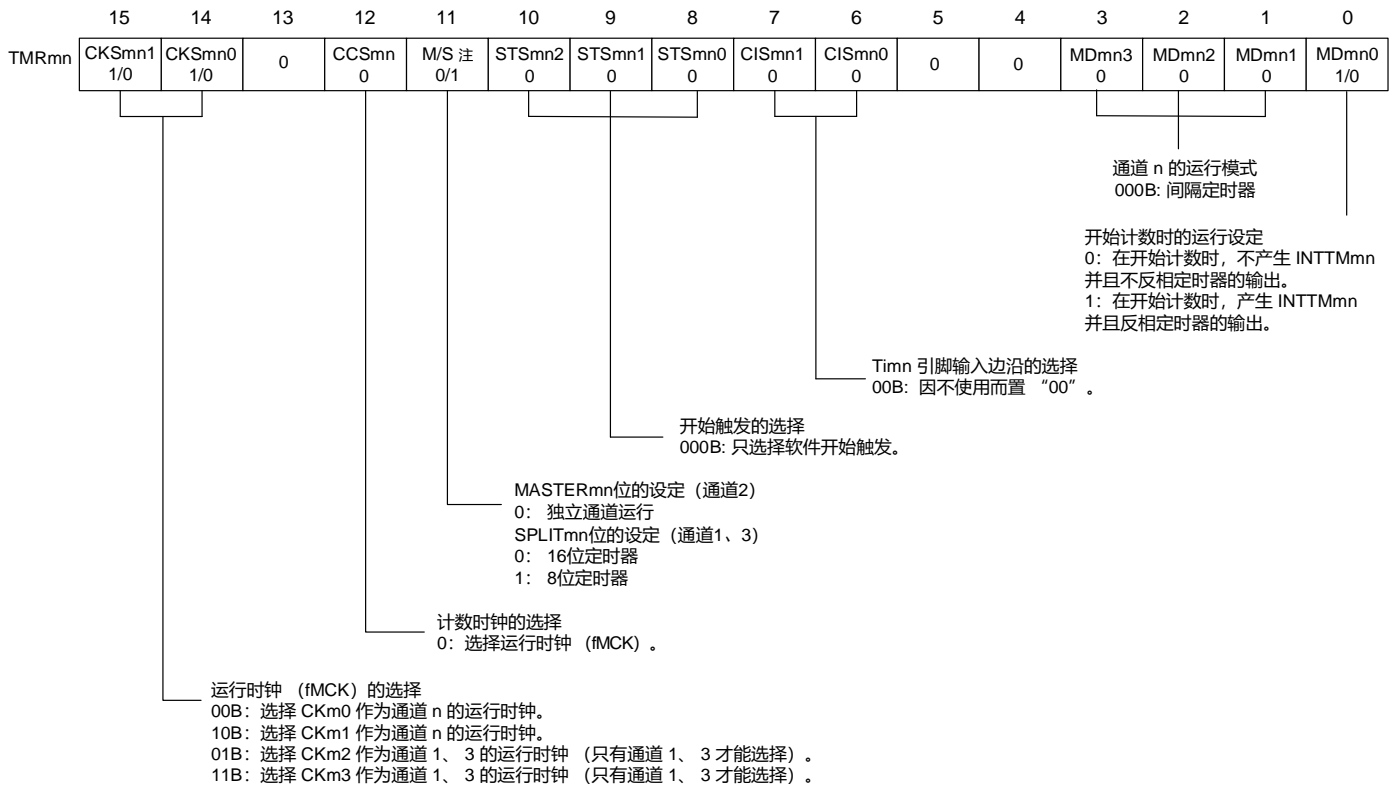 15 14 13 12 11 10 9 8 7 6 5 4 3 2 1 0
TMRmn CKSmn1 CKSmn0 0 CCSmn M/S 注 STSmn2 STSmn1 STSmn0 CISmn1 CISmn0 0 0 MDmn3 MDmn2 MDmn1 MDmn0
1/0 1/0 0 0/1 0 0 0 0 0 0 0 0 1/0
通道 n 的运行模式
000B: 间隔定时器
开始计数时的运行设定
0：在开始计数时，不产生 INTTMmn
并且不反相定时器的输出。
1：在开始计数时，产生 INTTMmn
并且反相定时器的输出。
Timn 引脚输入边沿的选择
00B：因不使用而置 “00”。
开始触发的选择
000B: 只选择软件开始触发。
MASTERmn位的设定（通道2）
0： 独立通道运行
SPLITmn位的设定（通道1、3）
0： 16位定时器
1： 8位定时器
计数时钟的选择
0：选择运行时钟 （fMCK）。
运行时钟 （fMCK）的选择
00B：选择 CKm0 作为通道 n 的运行时钟。
10B：选择 CKm1 作为通道 n 的运行时钟。
01B：选择 CKm2 作为通道 1、 3 的运行时钟 （只有通道 1、 3 才能选择）。
11B：选择 CKm3 作为通道 1、 3 的运行时钟 （只有通道 1、 3 才能选择）。